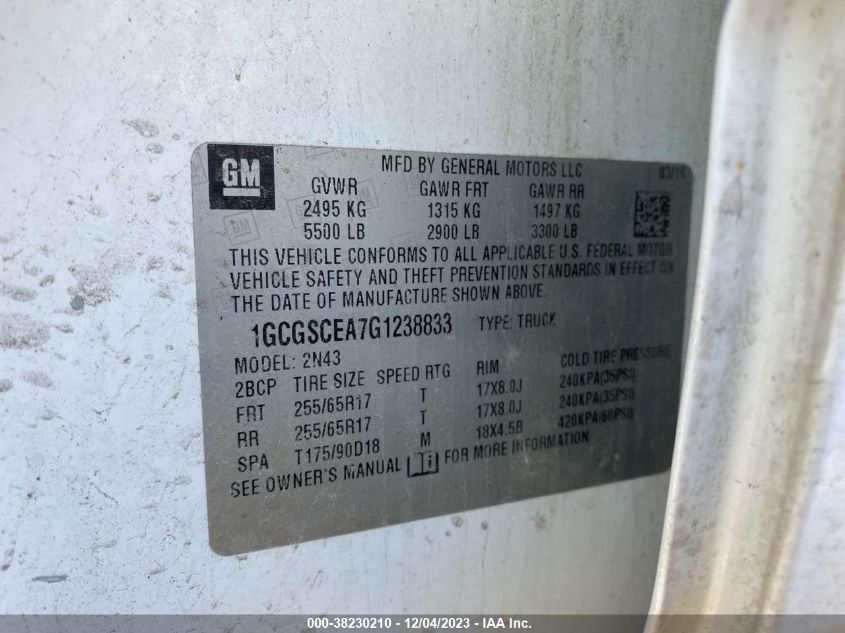 GM
MFD BY GENERAL MOTORS LLC 03/16
GVWR GAWR FRT GAWR RR
2495 KG 1315 KG 1497 KG
5500 LB 2900 LB 3300 LB
THIS VEHICLE CONFORMS TO ALL APPLICABLE U.S. FEDERAL MOTOR
VEHICLE SAFETY AND THEFT PREVENTION STANDARDS IN EFFECT ON
THE DATE OF MANUFACTURE SHOWN ABOVE.
1GCGSCEA7G1238833 TYPE: TRUCK
MODEL: 2N43
2BCP TIRE SIZE SPEED RTG RIM COLD TIRE PRESSURE
FRT 255/65R17 T 17X8.0J 240KPA(35PSI)
RR 255/65R17 T 17X8.0J 240KPA(35PSI)
SPA T175/90D18 M 18X4.5B 420KPA(60PSI)
SEE OWNER'S MANUAL FOR MORE INFORMATION
000-38230210 - 12/04/2023 - IAA Inc.